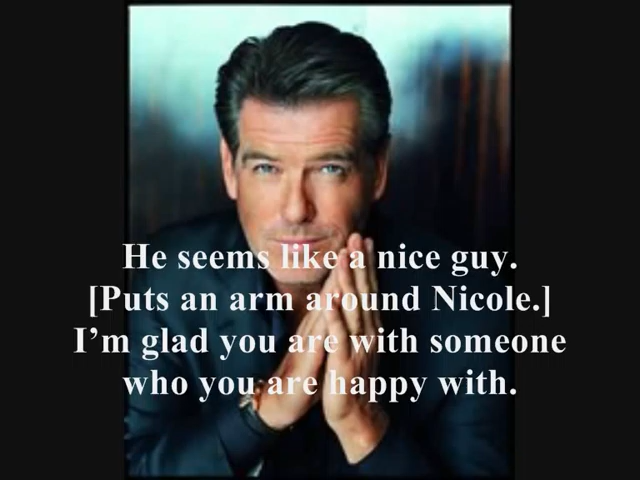 He seems like a nice guy.
[Puts an arm around Nicole.]
I’m glad you are with someone
who you are happy with.